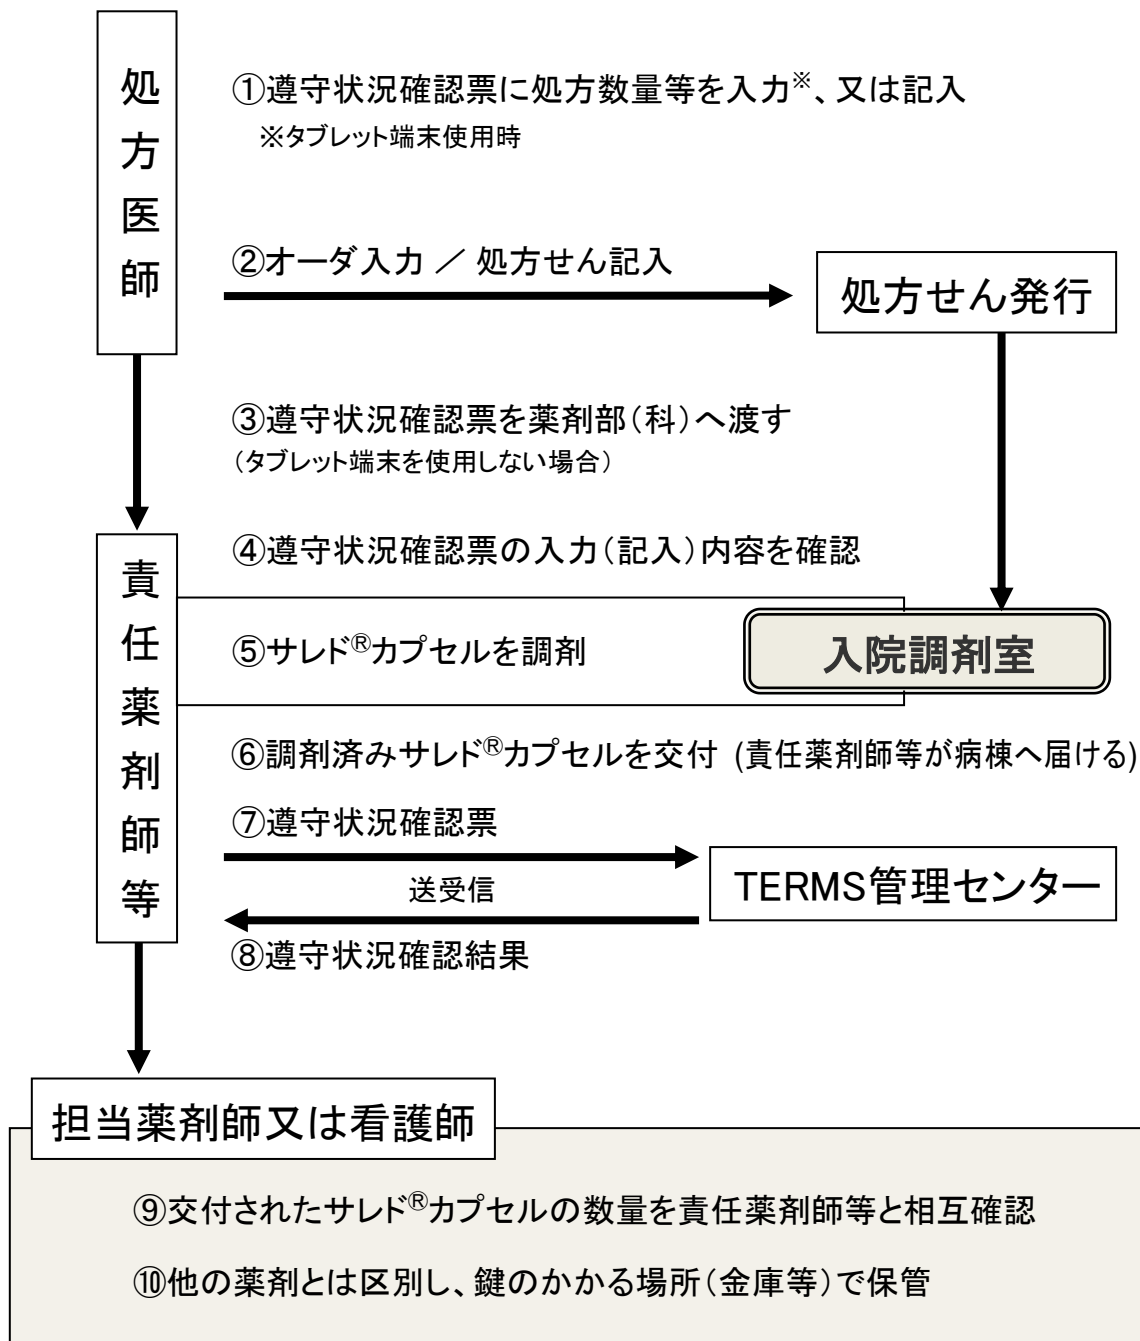 処方医師
①遵守状況確認票に処方数量等を入力※、又は記入
※タブレット端末使用時
②オーダ入力 ／ 処方せん記入
処方せん発行
③遵守状況確認票を薬剤部（科）へ渡す
（タブレット端末を使用しない場合）
責任薬剤師等
④遵守状況確認票の入力（記入）内容を確認
⑤サレド®カプセルを調剤
入院調剤室
⑥調剤済みサレド®カプセルを交付 (責任薬剤師等が病棟へ届ける)
⑦遵守状況確認票
送受信
TERMS管理センター
⑧遵守状況確認結果
担当薬剤師又は看護師
⑨交付されたサレド®カプセルの数量を責任薬剤師等と相互確認
⑩他の薬剤とは区別し、鍵のかかる場所（金庫等）で保管